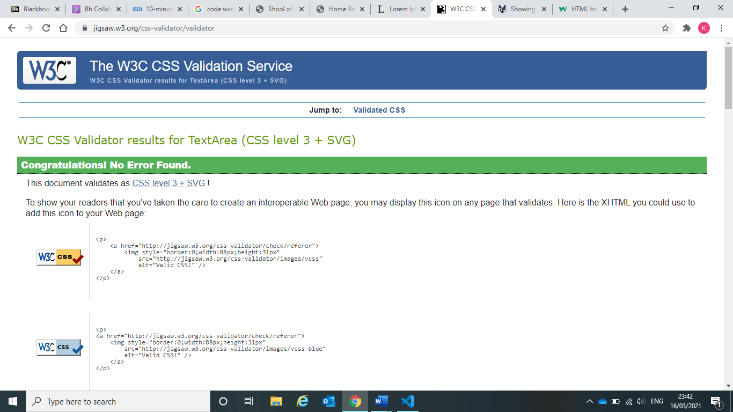 Blackboa
Bb Collab
10-minut
code wa
Shool of
Home Re
Lorem Ip
W3C CSS
Showing
HTML he
jigsaw.w3.org/css-validator/validator
K
W3C
The W3C CSS Validation Service
W3C CSS Validator results for TextArea (CSS level 3 + SVG)
Jump to: Validated CSS
W3C CSS Validator results for TextArea (CSS level 3 + SVG)
Congratulations! No Error Found.
This document validates as CSS level 3 + SVG !
To show your readers that you've taken the care to create an interoperable Web page, you may display this icon on any page that validates. Here is the XHTML you could use to
add this icon to your Web page:
W3C css
<p>
<a href="http://jigsaw.w3.org/css-validator/check/referer">
<img style="border:0;width:88px;height:31px"
src="http://jigsaw.w3.org/css-validator/images/vcss"
alt="Valid CSS!" />
</a>
</p>
W3C css
<p>
<a href="http://jigsaw.w3.org/css-validator/check/referer">
<img style="border:0;width:88px;height:31px"
src="http://jigsaw.w3.org/css-validator/images/vcss-blue"
alt="Valid CSS!" />
</a>
</p>
Type here to search
ENG
23:42
16/03/2021